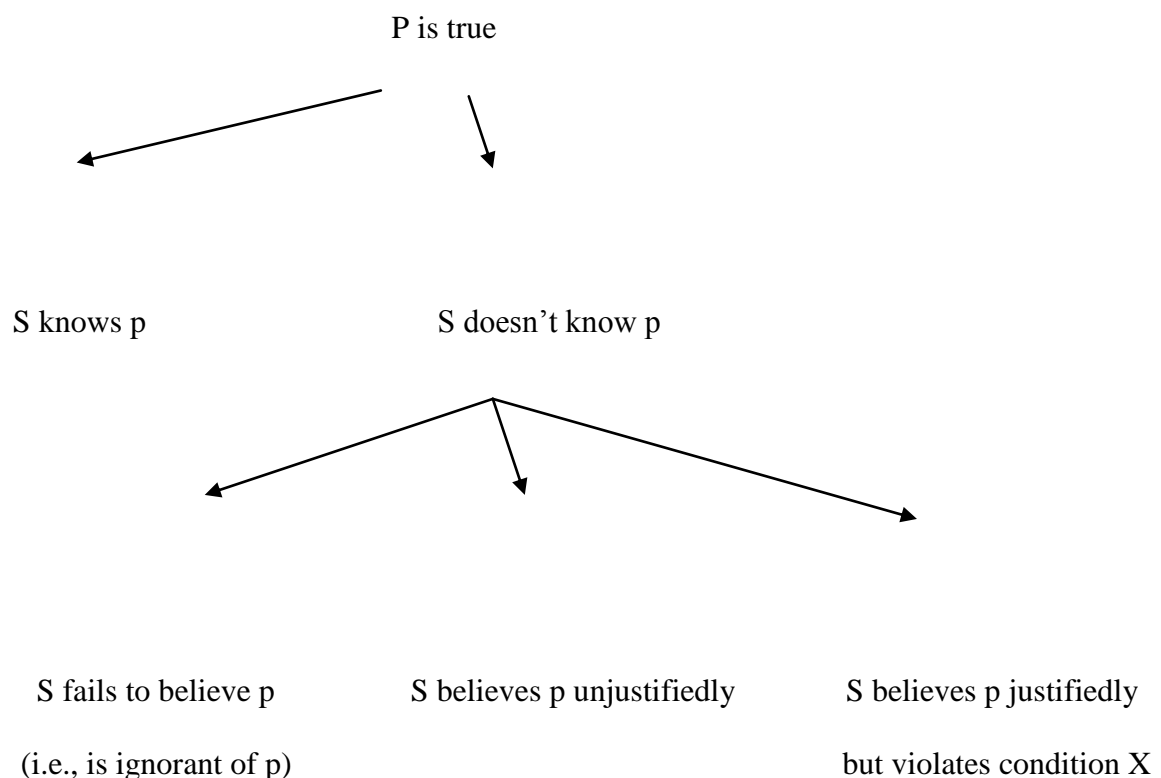 P is true
S knows p
S doesn’t know p
S fails to believe p
(i.e., is ignorant of p)
S believes p unjustifiedly
S believes p justifiedly
but violates condition X